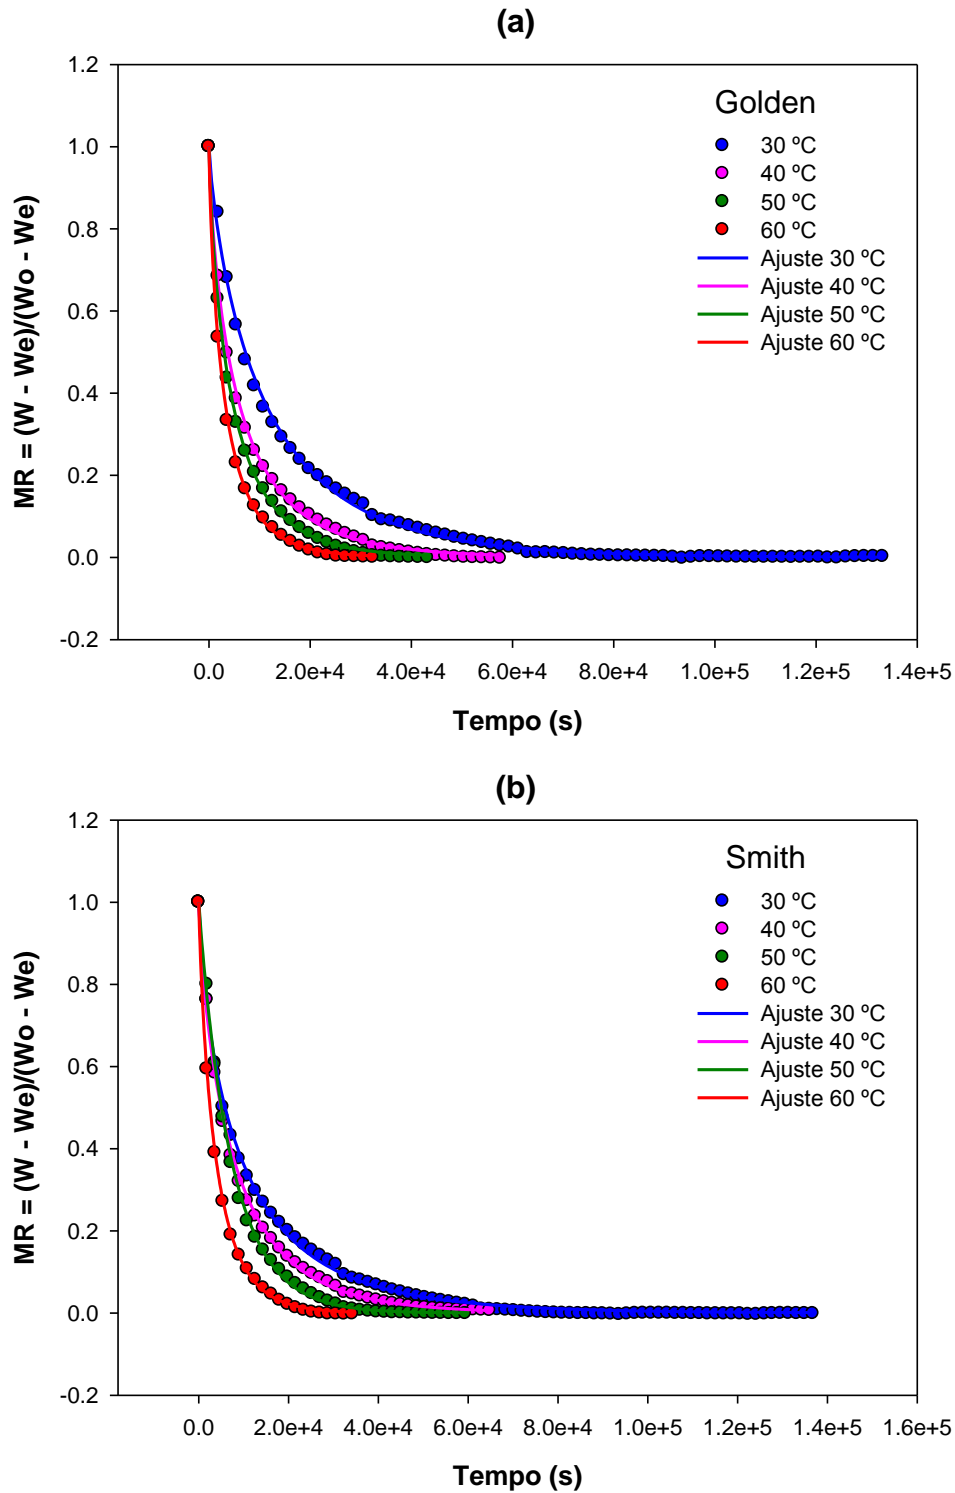 (a)
MR = (W - We)/(Wo - We)
1.2
1.0
0.8
0.6
0.4
0.2
0.0
-0.2
Golden
30 ºC
40 ºC
50 ºC
60 ºC
Ajuste 30 ºC
Ajuste 40 ºC
Ajuste 50 ºC
Ajuste 60 ºC
0.0 2.0e+4 4.0e+4 6.0e+4 8.0e+4 1.0e+5 1.2e+5 1.4e+5
Tempo (s)
(b)
MR = (W - We)/(Wo - We)
1.2
1.0
0.8
0.6
0.4
0.2
0.0
-0.2
Smith
30 ºC
40 ºC
50 ºC
60 ºC
Ajuste 30 ºC
Ajuste 40 ºC
Ajuste 50 ºC
Ajuste 60 ºC
0.0 2.0e+4 4.0e+4 6.0e+4 8.0e+4 1.0e+5 1.2e+5 1.4e+5 1.6e+5
Tempo (s)